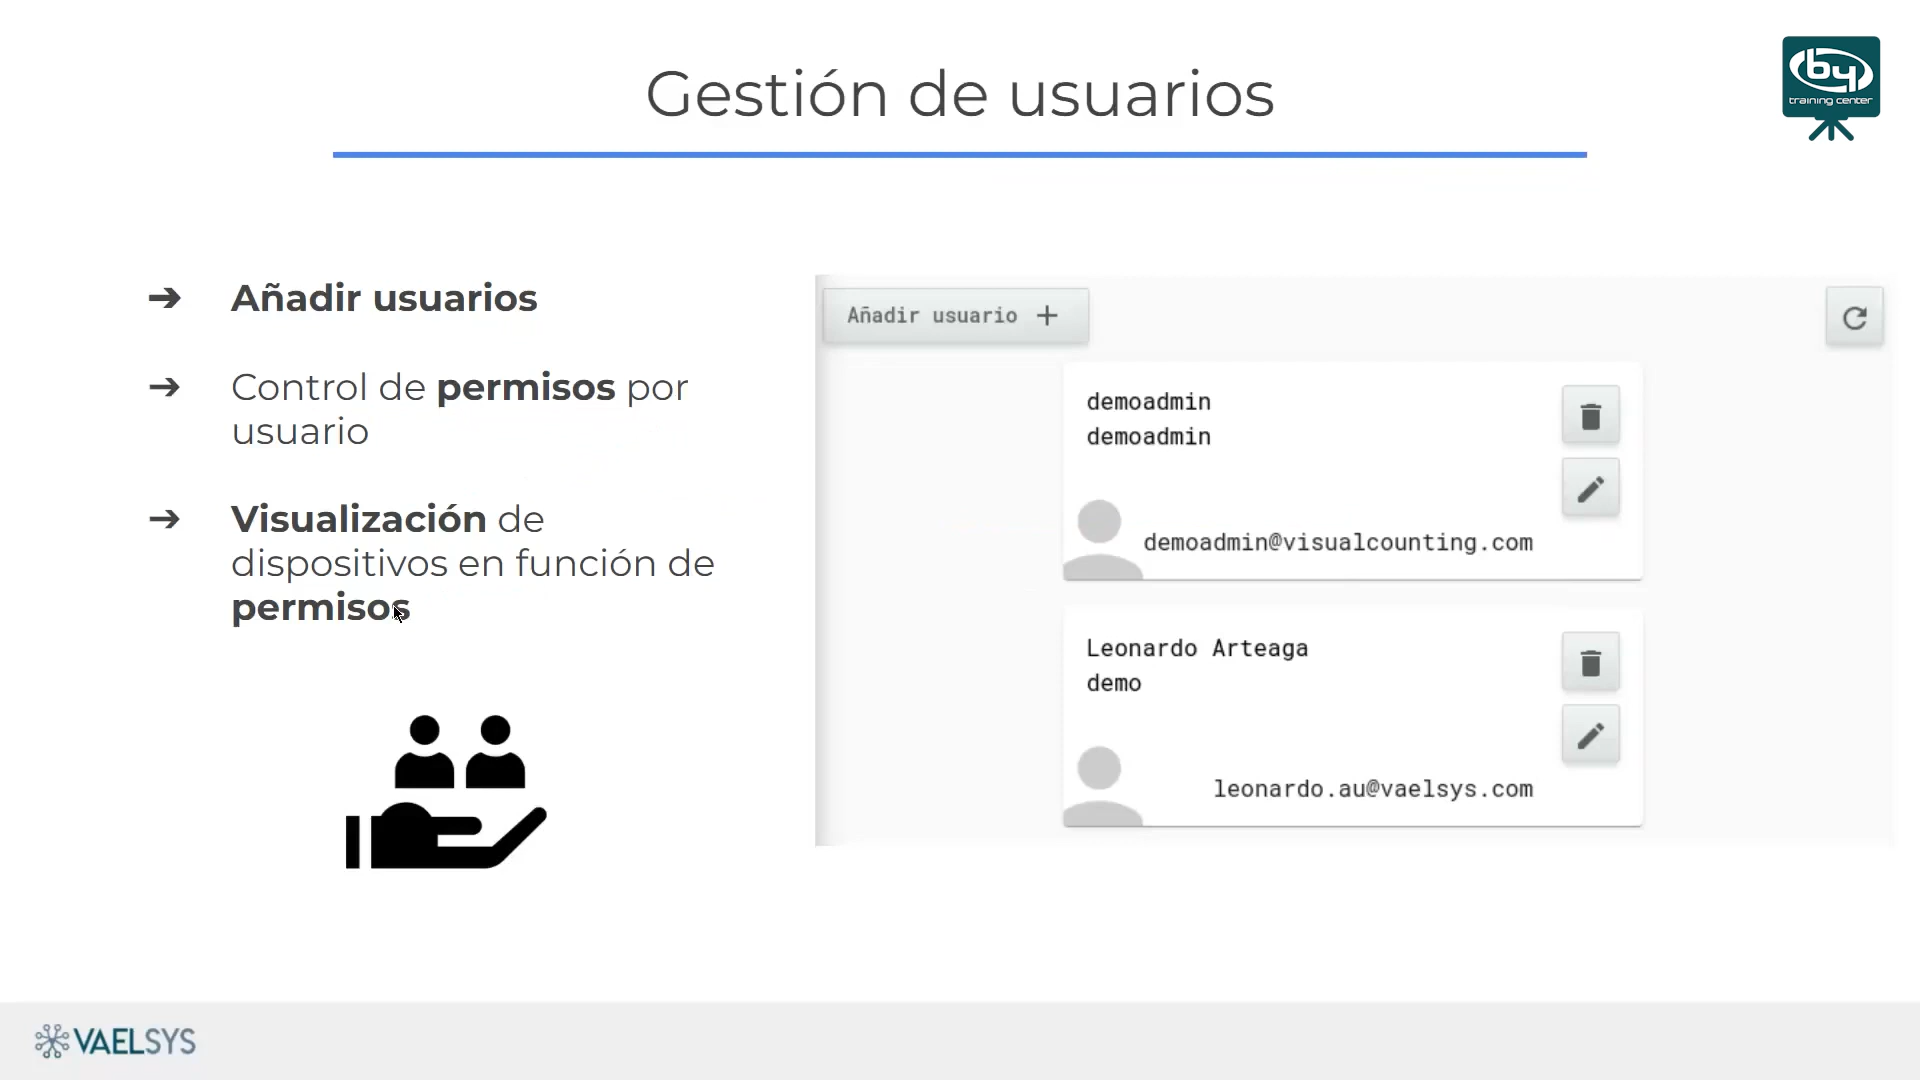 Gestión de usuarios
by
training center
➔ Añadir usuarios
➔ Control de permisos por
usuario
➔ Visualización de
dispositivos en función de
permisos
Añadir usuario +
demoadmin
demoadmin
demoadmin@visualcounting.com
Leonardo Arteaga
demo
leonardo.au@vaelsys.com
VAELSYS